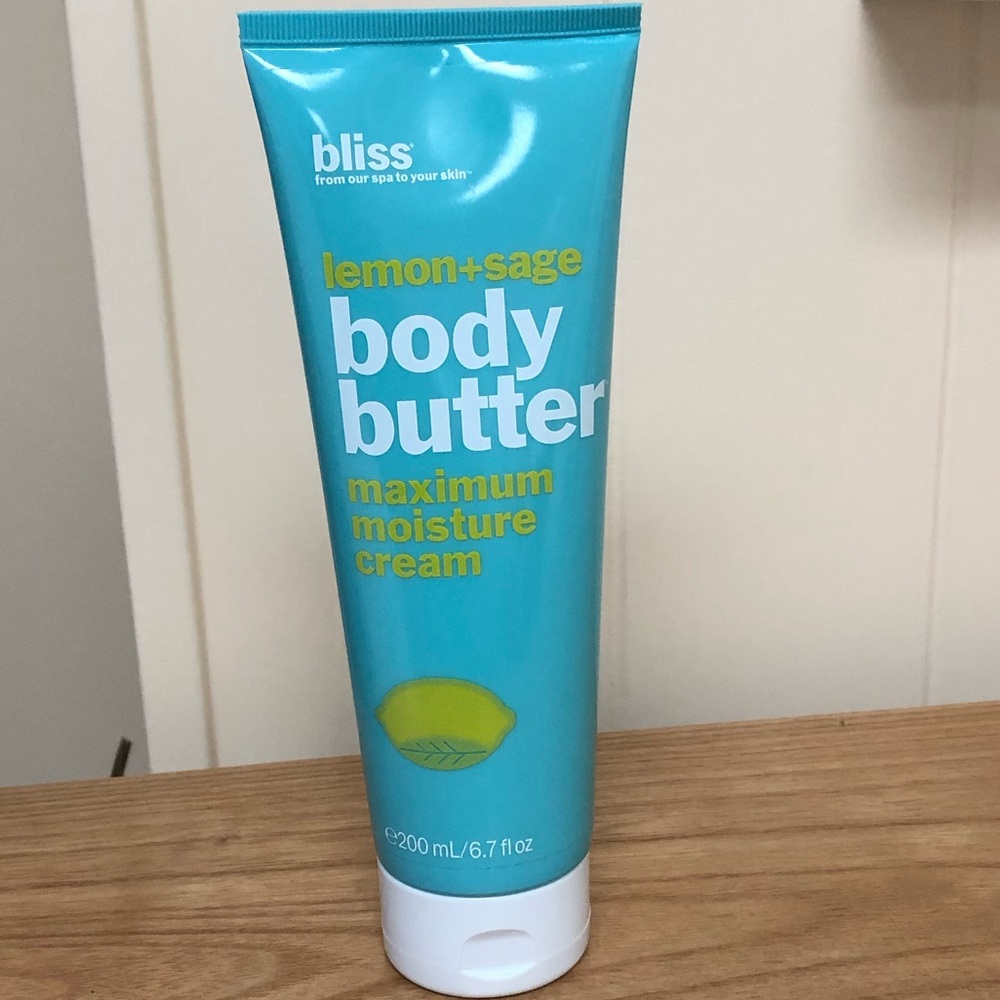 bliss®
from our spa to your skin™
lemon+sage
body
butter
maximum
moisture
cream
℮200 mL/6.7 fl oz